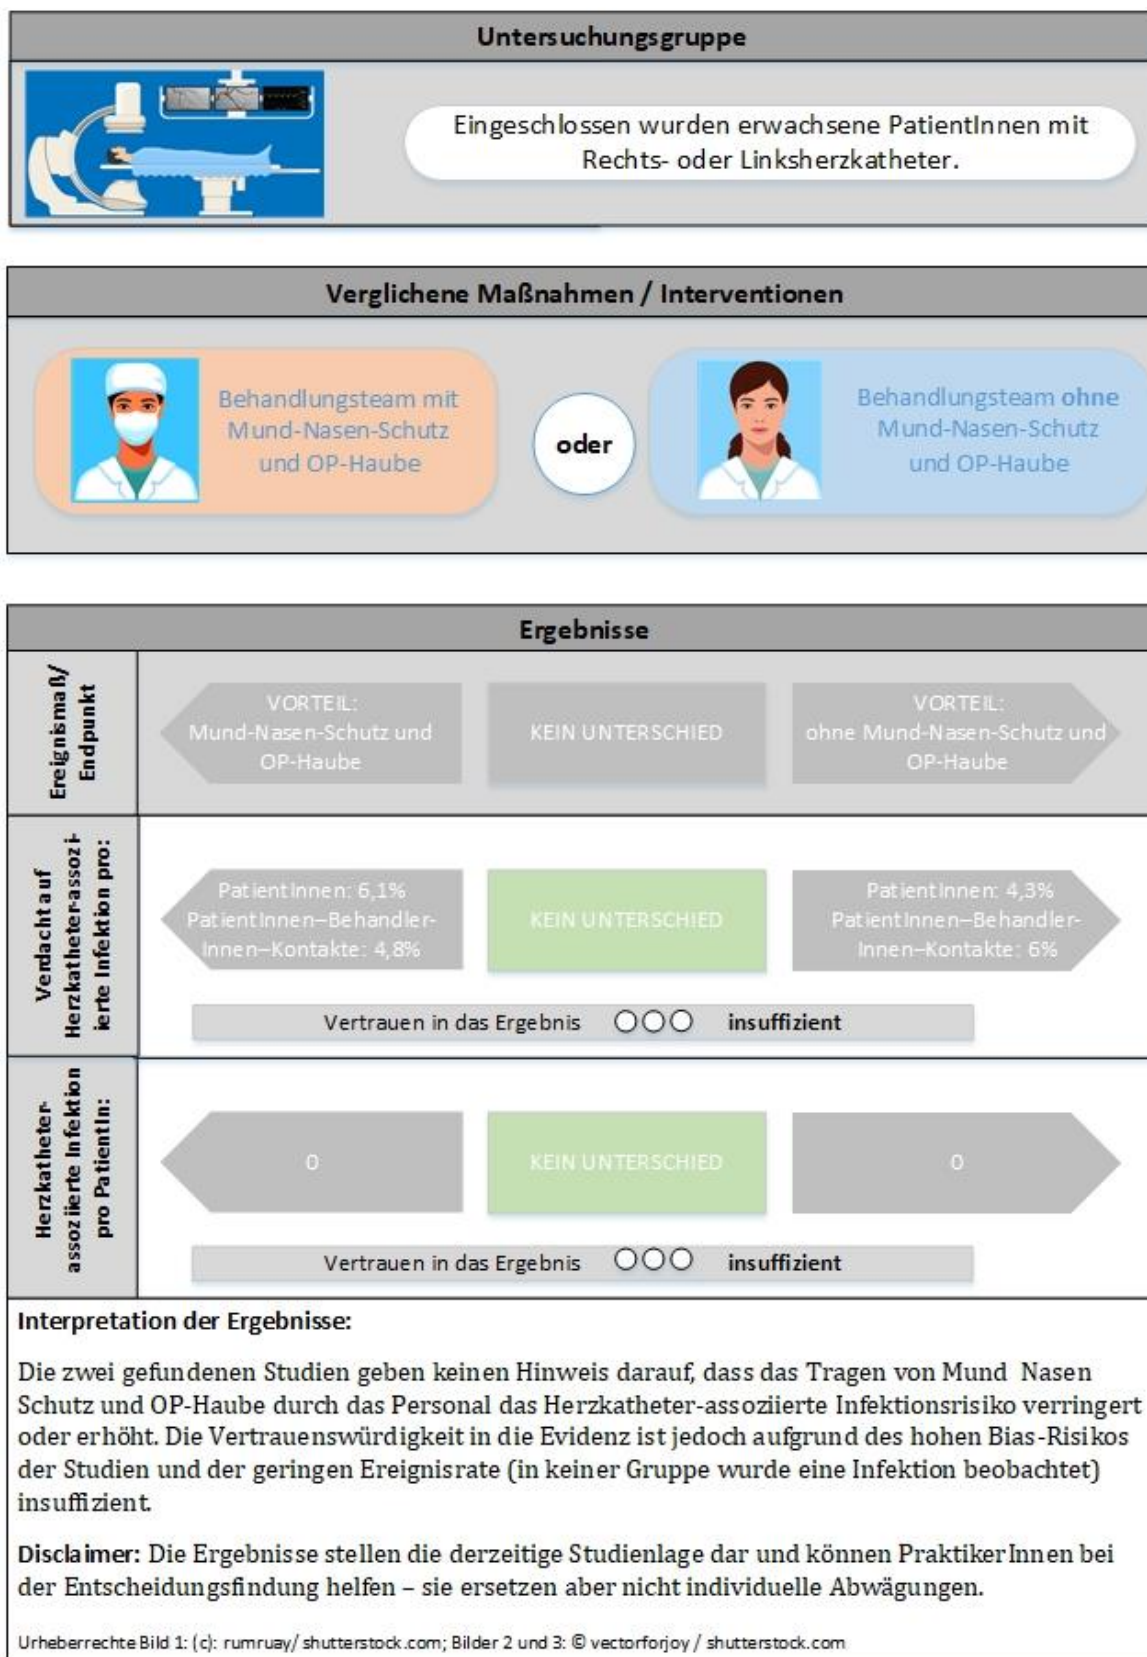 Untersuchungsgruppe
Eingeschlossen wurden erwachsene PatientInnen mit
Rechts- oder Linksherzkatheter.
Verglichene Maßnahmen / Interventionen
Behandlungsteam mit
Mund-Nasen-Schutz
und OP-Haube
oder
Behandlungsteam ohne
Mund-Nasen-Schutz
und OP-Haube
Ergebnisse
Ereignismaß/
Endpunkt
VORTEIL:
Mund-Nasen-Schutz und
OP-Haube
KEIN UNTERSCHIED
VORTEIL:
ohne Mund-Nasen-Schutz und
OP-Haube
Verdacht auf
Herzkatheter-assozi-
ierte Infektion pro:
PatientInnen: 6,1%
PatientInnen–Behandler-
Innen–Kontakte: 4,8%
KEIN UNTERSCHIED
PatientInnen: 4,3%
PatientInnen–Behandler-
Innen–Kontakte: 6%
Vertrauen in das Ergebnis ○○○ insuffizient
Herzkatheter-
assoziierte Infektion
pro PatientIn:
0
KEIN UNTERSCHIED
0
Vertrauen in das Ergebnis ○○○ insuffizient
Interpretation der Ergebnisse:
Die zwei gefundenen Studien geben keinen Hinweis darauf, dass das Tragen von Mund Nasen
Schutz und OP-Haube durch das Personal das Herzkatheter-assoziierte Infektionsrisiko verringert
oder erhöht. Die Vertrauenswürdigkeit in die Evidenz ist jedoch aufgrund des hohen Bias-Risikos
der Studien und der geringen Ereignisrate (in keiner Gruppe wurde eine Infektion beobachtet)
insuffizient.
Disclaimer: Die Ergebnisse stellen die derzeitige Studienlage dar und können PraktikerInnen bei
der Entscheidungsfindung helfen – sie ersetzen aber nicht individuelle Abwägungen.
Urheberrechte Bild 1: (c): rumruay/ shutterstock.com; Bilder 2 und 3: © vectorforjoy / shutterstock.com